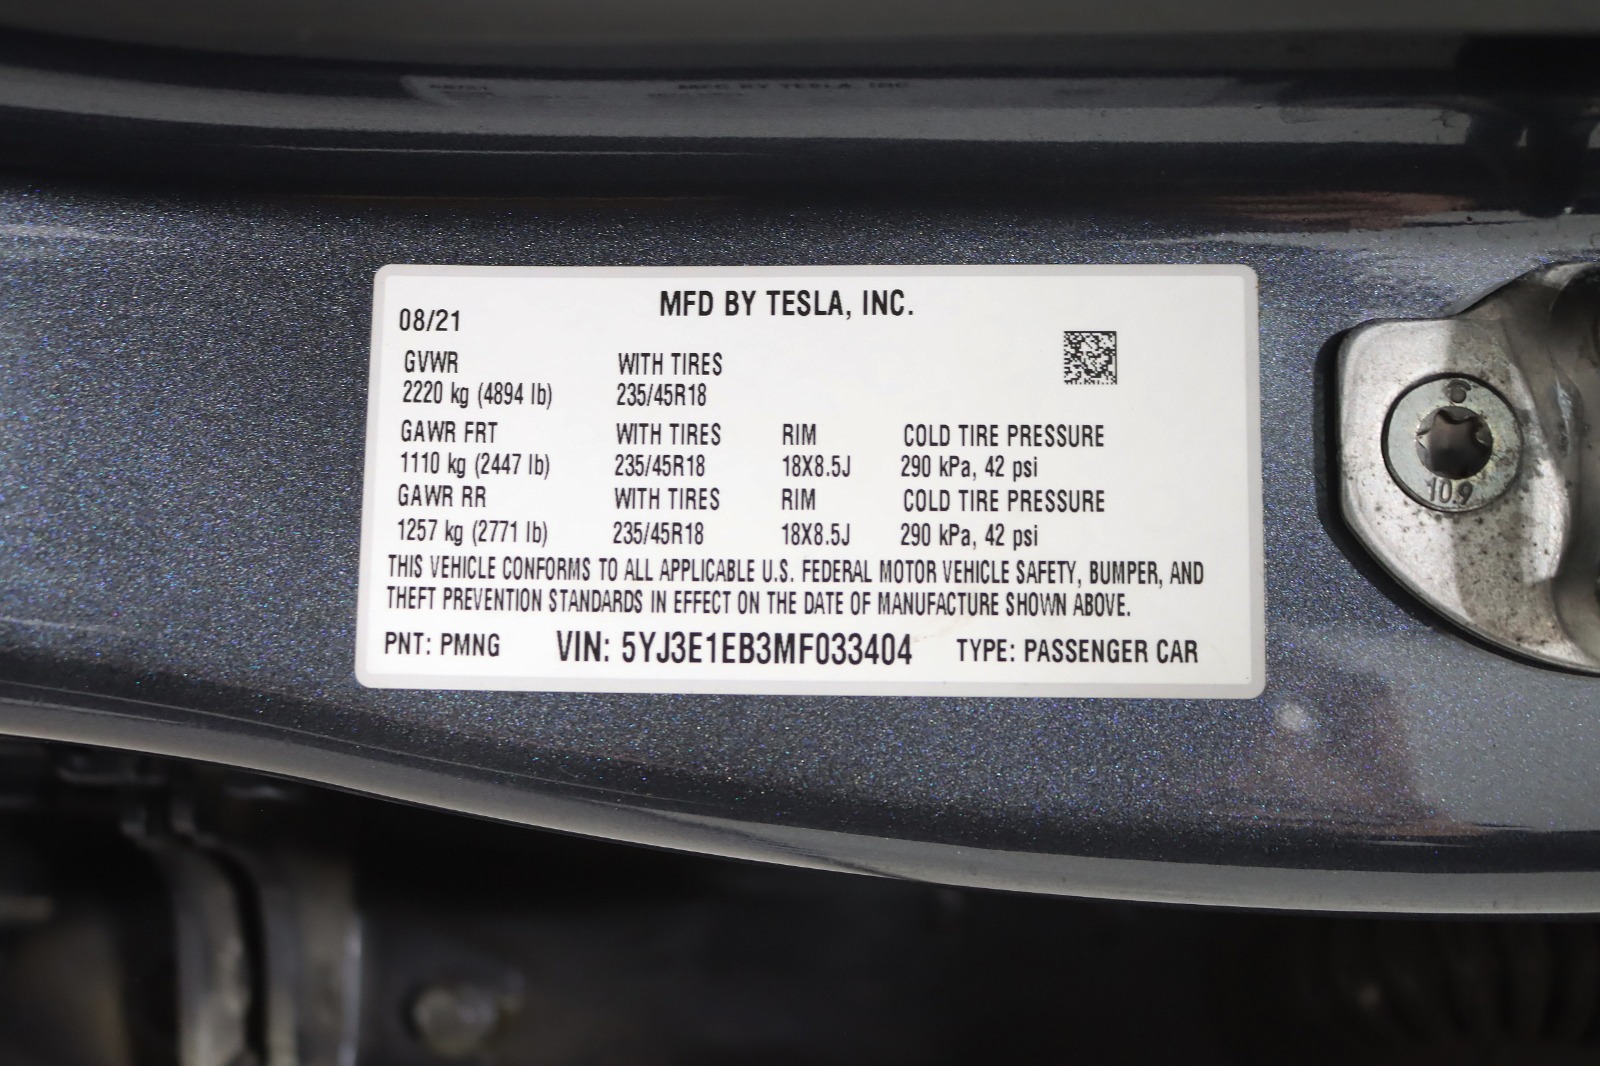 MFD BY TESLA, INC.
08/21
GVWR WITH TIRES
2220 kg (4894 lb) 235/45R18
GAWR FRT WITH TIRES RIM COLD TIRE PRESSURE
1110 kg (2447 lb) 235/45R18 18X8.5J 290 kPa, 42 psi
GAWR RR WITH TIRES RIM COLD TIRE PRESSURE
1257 kg (2771 lb) 235/45R18 18X8.5J 290 kPa, 42 psi
THIS VEHICLE CONFORMS TO ALL APPLICABLE U.S. FEDERAL MOTOR VEHICLE SAFETY, BUMPER, AND
THEFT PREVENTION STANDARDS IN EFFECT ON THE DATE OF MANUFACTURE SHOWN ABOVE.
PNT: PMNG VIN: 5YJ3E1EB3MF033404 TYPE: PASSENGER CAR
10.9